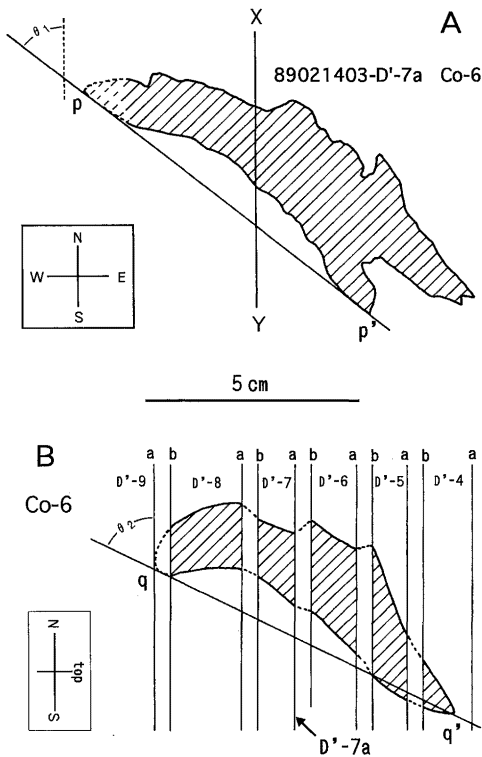 X
A
θ1
89021403-D'-7a Co-6
p
N
W E
S
Y
p'
5 cm
B
a b a b a b a b a b a
D'-9 D'-8 D'-7 D'-6 D'-5 D'-4
Co-6
θ2
q
N
top
S
q'
D'-7a